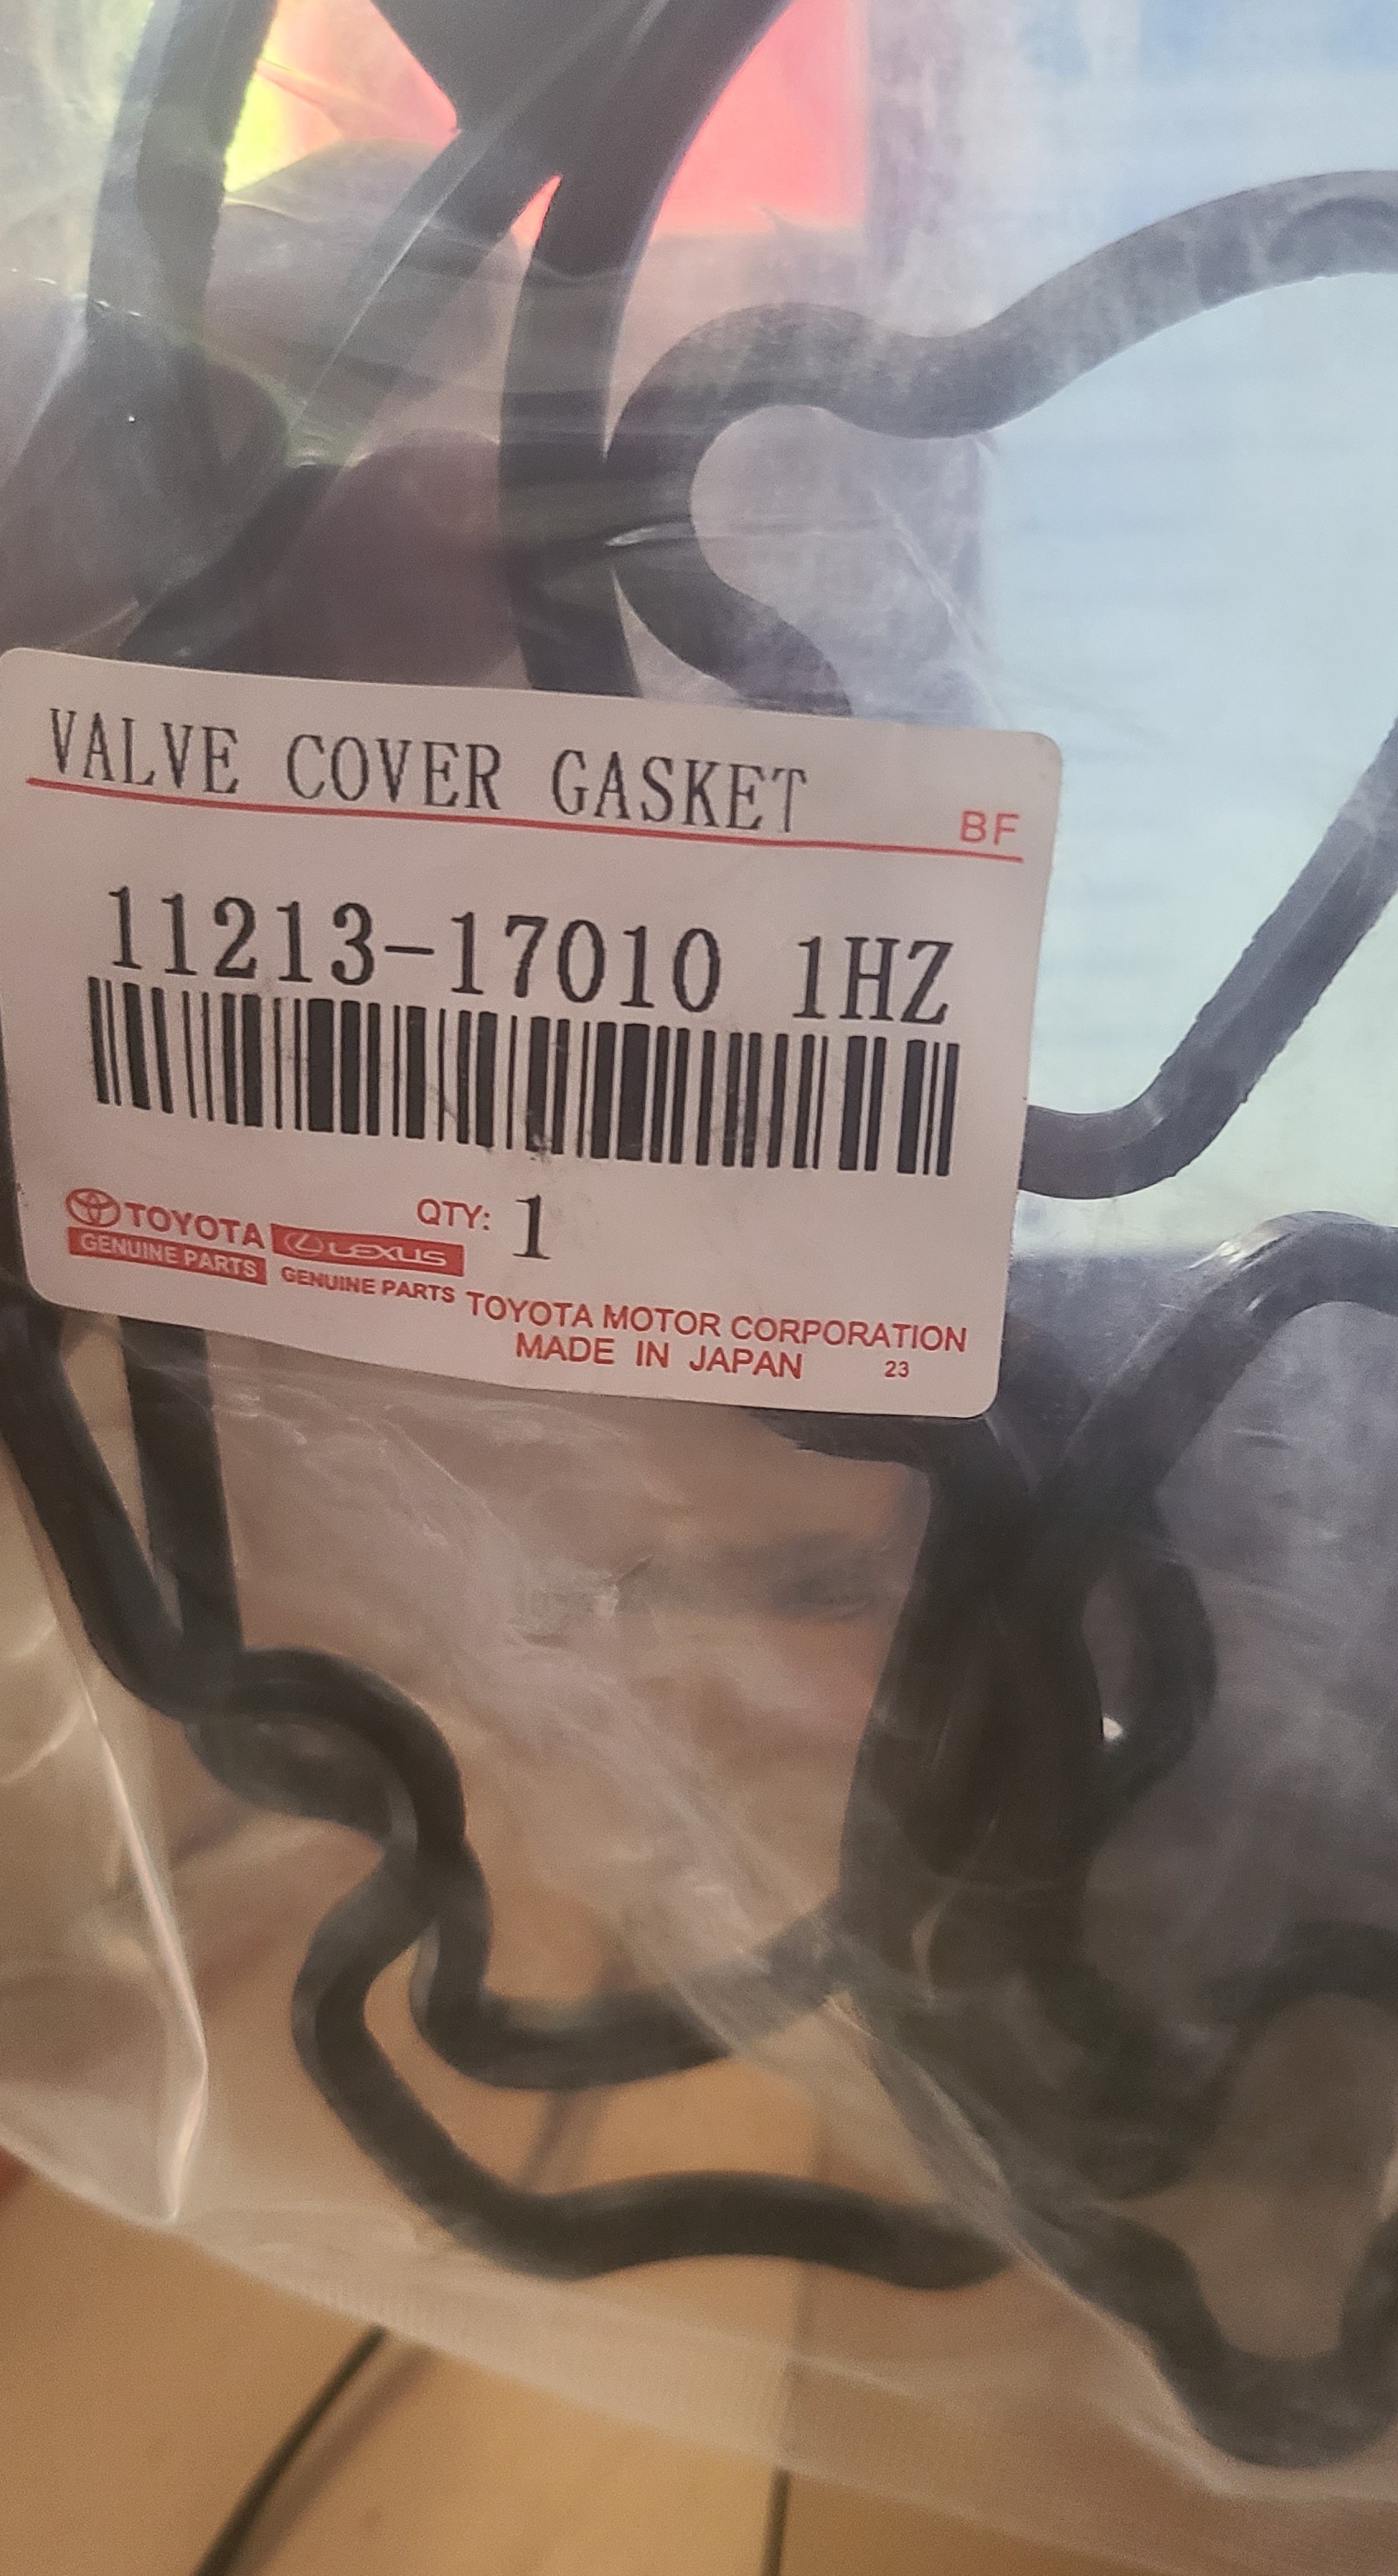 VALVE COVER GASKET
BF
11213-17010 1HZ
QTY: 1
TOYOTA
GENUINE PARTS
LEXUS
GENUINE PARTS
TOYOTA MOTOR CORPORATION
MADE IN JAPAN 23